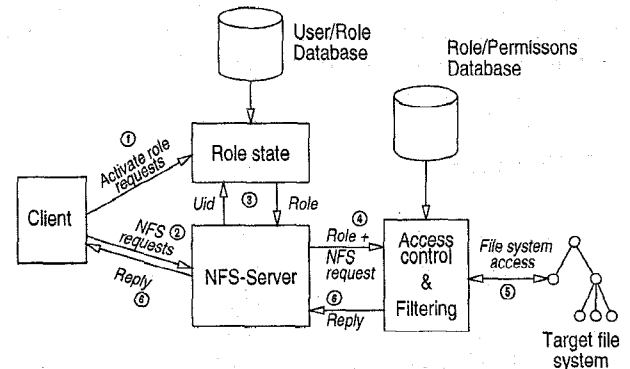 User/Role
Database
Role/Permissons
Database
①
Activate role
requests
Role state
Client
Uid
③
Role
④
NFS ②
requests
Reply
⑥
NFS-Server
Role +
NFS
request
⑥
Reply
Access
control
&
Filtering
File system
access
⑤
Target file
system